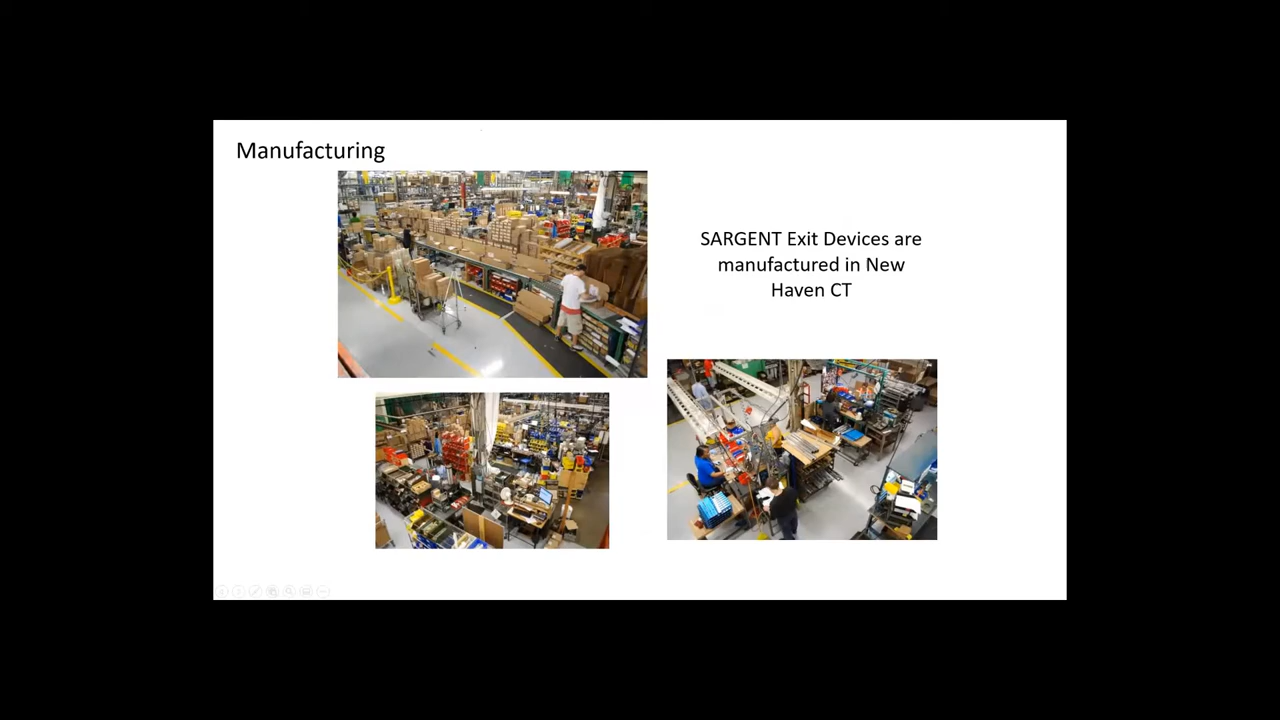 Manufacturing
SARGENT Exit Devices are
manufactured in New
Haven CT